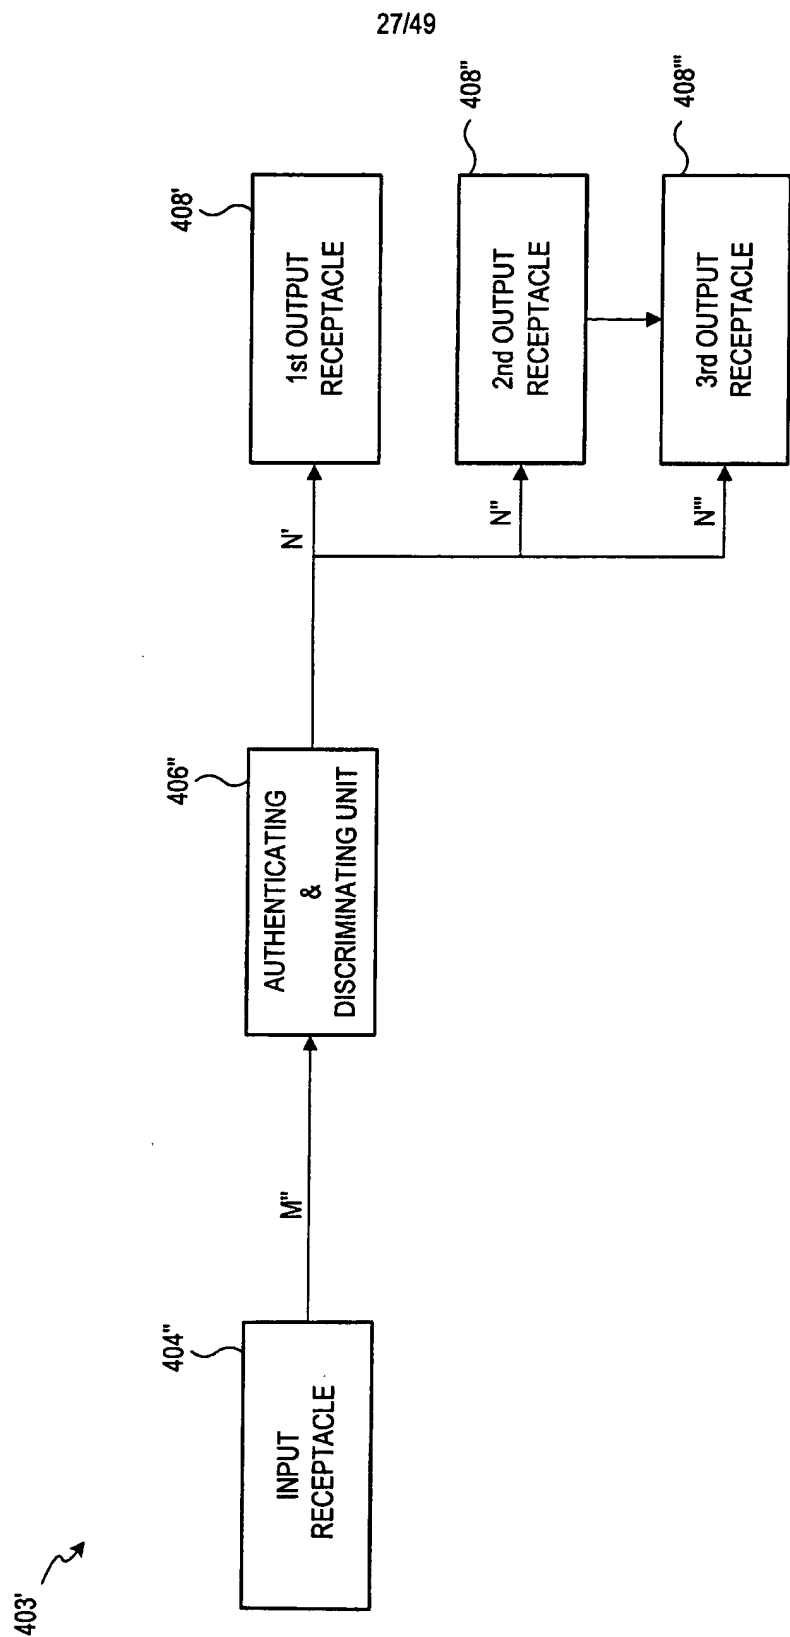 27/49
403'
404"
INPUT
RECEPTACLE
M"
406"
AUTHENTICATING
&
DISCRIMINATING UNIT
N'
408'
1st OUTPUT
RECEPTACLE
N"
408"
2nd OUTPUT
RECEPTACLE
N'"
408'"
3rd OUTPUT
RECEPTACLE